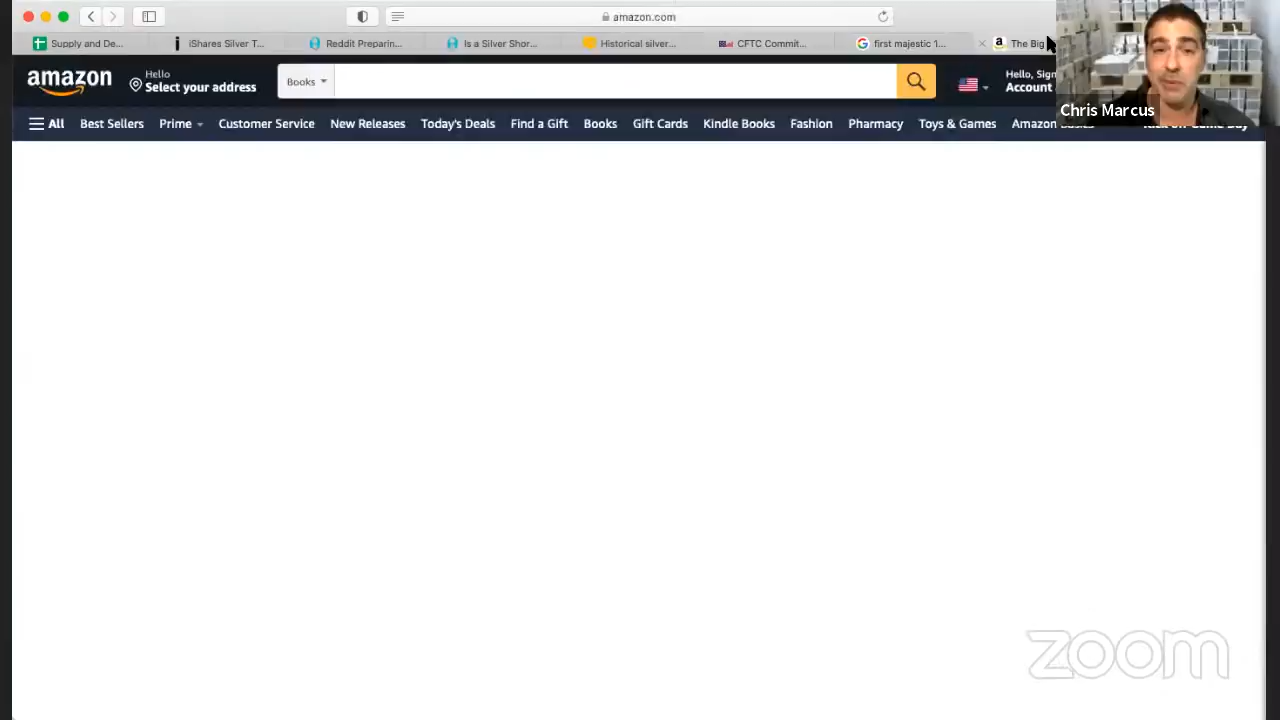 amazon.com
Supply and De...
iShares Silver T...
Reddit Preparin...
Is a Silver Shor...
Historical silver...
CFTC Commit...
first majestic 1...
The Big
amazon
Hello
Select your address
Books
Hello, Sign
Account
Chris Marcus
All
Best Sellers
Prime
Customer Service
New Releases
Today's Deals
Find a Gift
Books
Gift Cards
Kindle Books
Fashion
Pharmacy
Toys & Games
Amazon Basics
zoom